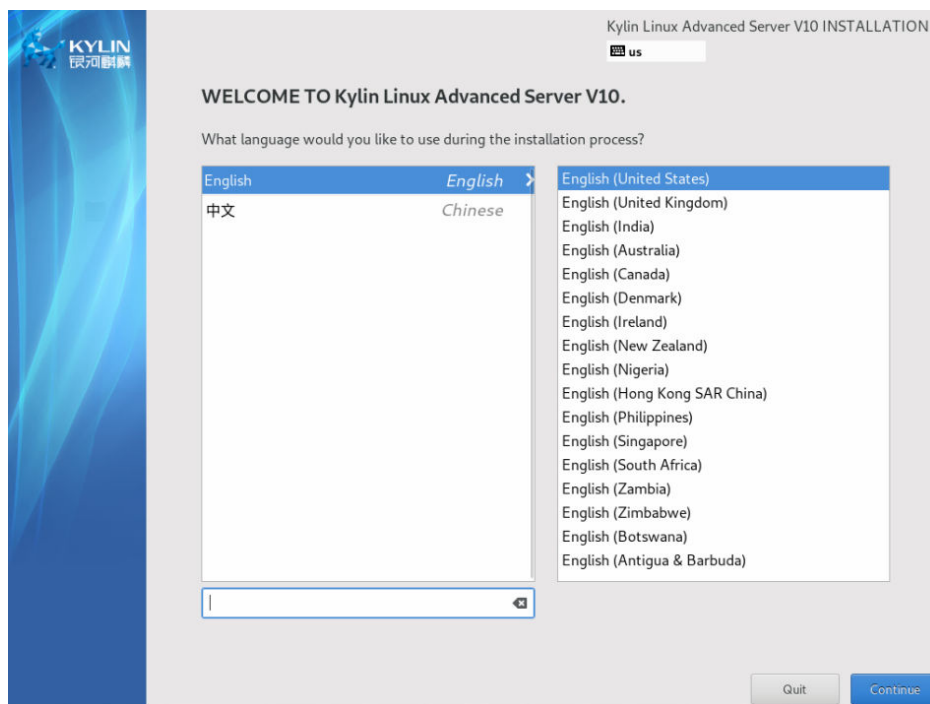 KYLIN
银河麒麟
Kylin Linux Advanced Server V10 INSTALLATION
us
WELCOME TO Kylin Linux Advanced Server V10.
What language would you like to use during the installation process?
English English
中文 Chinese
English (United States)
English (United Kingdom)
English (India)
English (Australia)
English (Canada)
English (Denmark)
English (Ireland)
English (New Zealand)
English (Nigeria)
English (Hong Kong SAR China)
English (Philippines)
English (Singapore)
English (South Africa)
English (Zambia)
English (Zimbabwe)
English (Botswana)
English (Antigua & Barbuda)
Quit
Continue